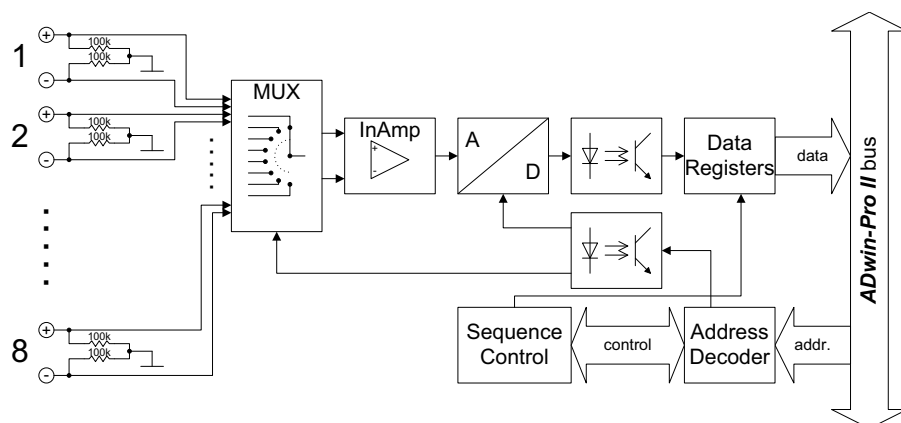 1
+
100k
100k
-
2
+
100k
100k
-
8
+
100k
100k
-
MUX
InAmp
+
-
A
D
Data
Registers
data
Sequence
Control
control
Address
Decoder
addr.
ADwin-Pro II bus